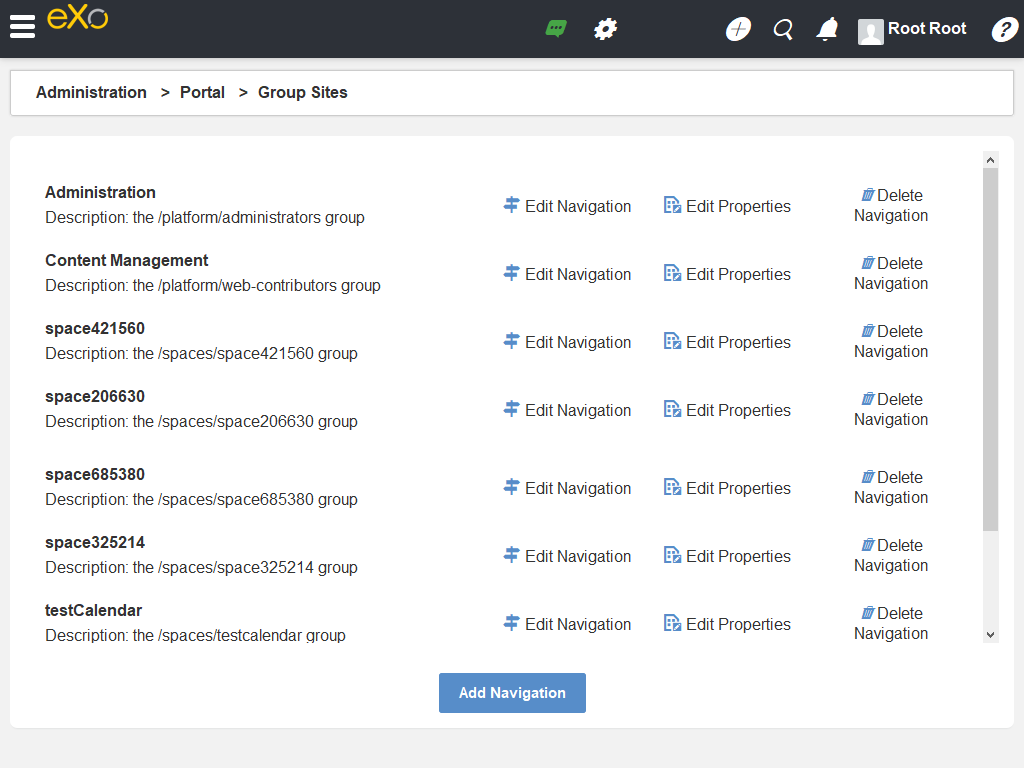 eXo
Root Root
?
Administration > Portal > Group Sites
Administration
Description: the /platform/administrators group
Edit Navigation
Edit Properties
Delete
Navigation
Content Management
Description: the /platform/web-contributors group
Edit Navigation
Edit Properties
Delete
Navigation
space421560
Description: the /spaces/space421560 group
Edit Navigation
Edit Properties
Delete
Navigation
space206630
Description: the /spaces/space206630 group
Edit Navigation
Edit Properties
Delete
Navigation
space685380
Description: the /spaces/space685380 group
Edit Navigation
Edit Properties
Delete
Navigation
space325214
Description: the /spaces/space325214 group
Edit Navigation
Edit Properties
Delete
Navigation
testCalendar
Description: the /spaces/testcalendar group
Edit Navigation
Edit Properties
Delete
Navigation
Add Navigation